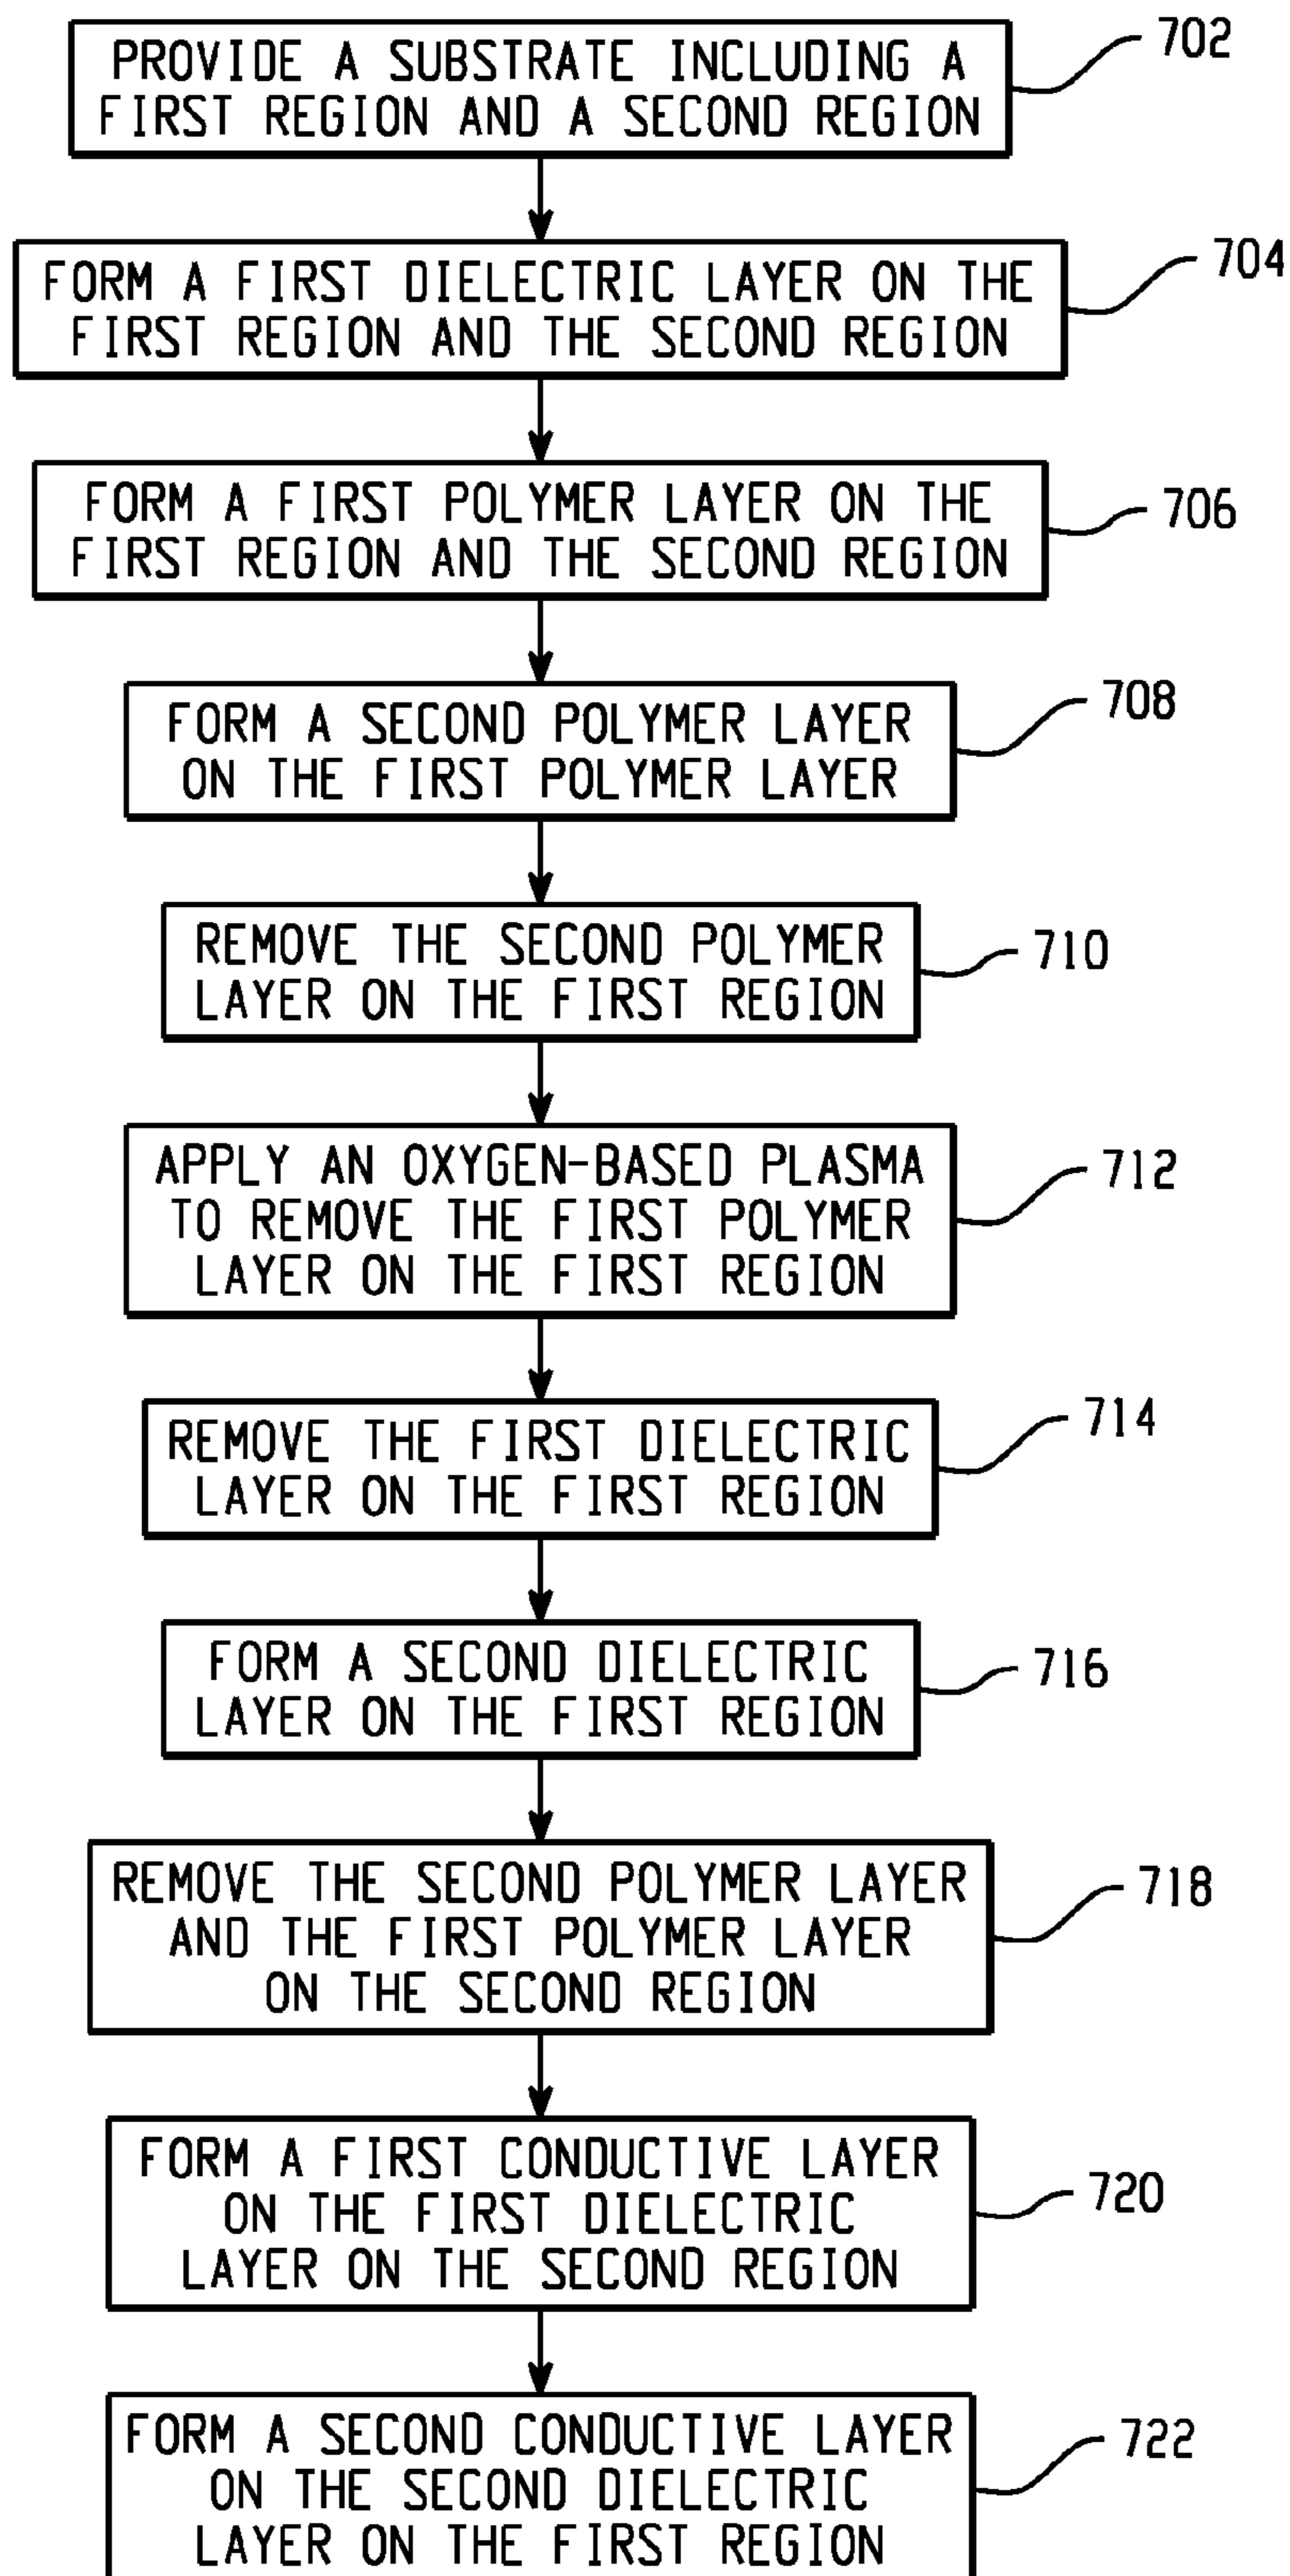 PROVIDE A SUBSTRATE INCLUDING A
FIRST REGION AND A SECOND REGION
702
FORM A FIRST DIELECTRIC LAYER ON THE
FIRST REGION AND THE SECOND REGION
704
FORM A FIRST POLYMER LAYER ON THE
FIRST REGION AND THE SECOND REGION
706
FORM A SECOND POLYMER LAYER
ON THE FIRST POLYMER LAYER
708
REMOVE THE SECOND POLYMER
LAYER ON THE FIRST REGION
710
APPLY AN OXYGEN-BASED PLASMA
TO REMOVE THE FIRST POLYMER
LAYER ON THE FIRST REGION
712
REMOVE THE FIRST DIELECTRIC
LAYER ON THE FIRST REGION
714
FORM A SECOND DIELECTRIC
LAYER ON THE FIRST REGION
716
REMOVE THE SECOND POLYMER LAYER
AND THE FIRST POLYMER LAYER
ON THE SECOND REGION
718
FORM A FIRST CONDUCTIVE LAYER
ON THE FIRST DIELECTRIC
LAYER ON THE SECOND REGION
720
FORM A SECOND CONDUCTIVE LAYER
ON THE SECOND DIELECTRIC
LAYER ON THE FIRST REGION
722